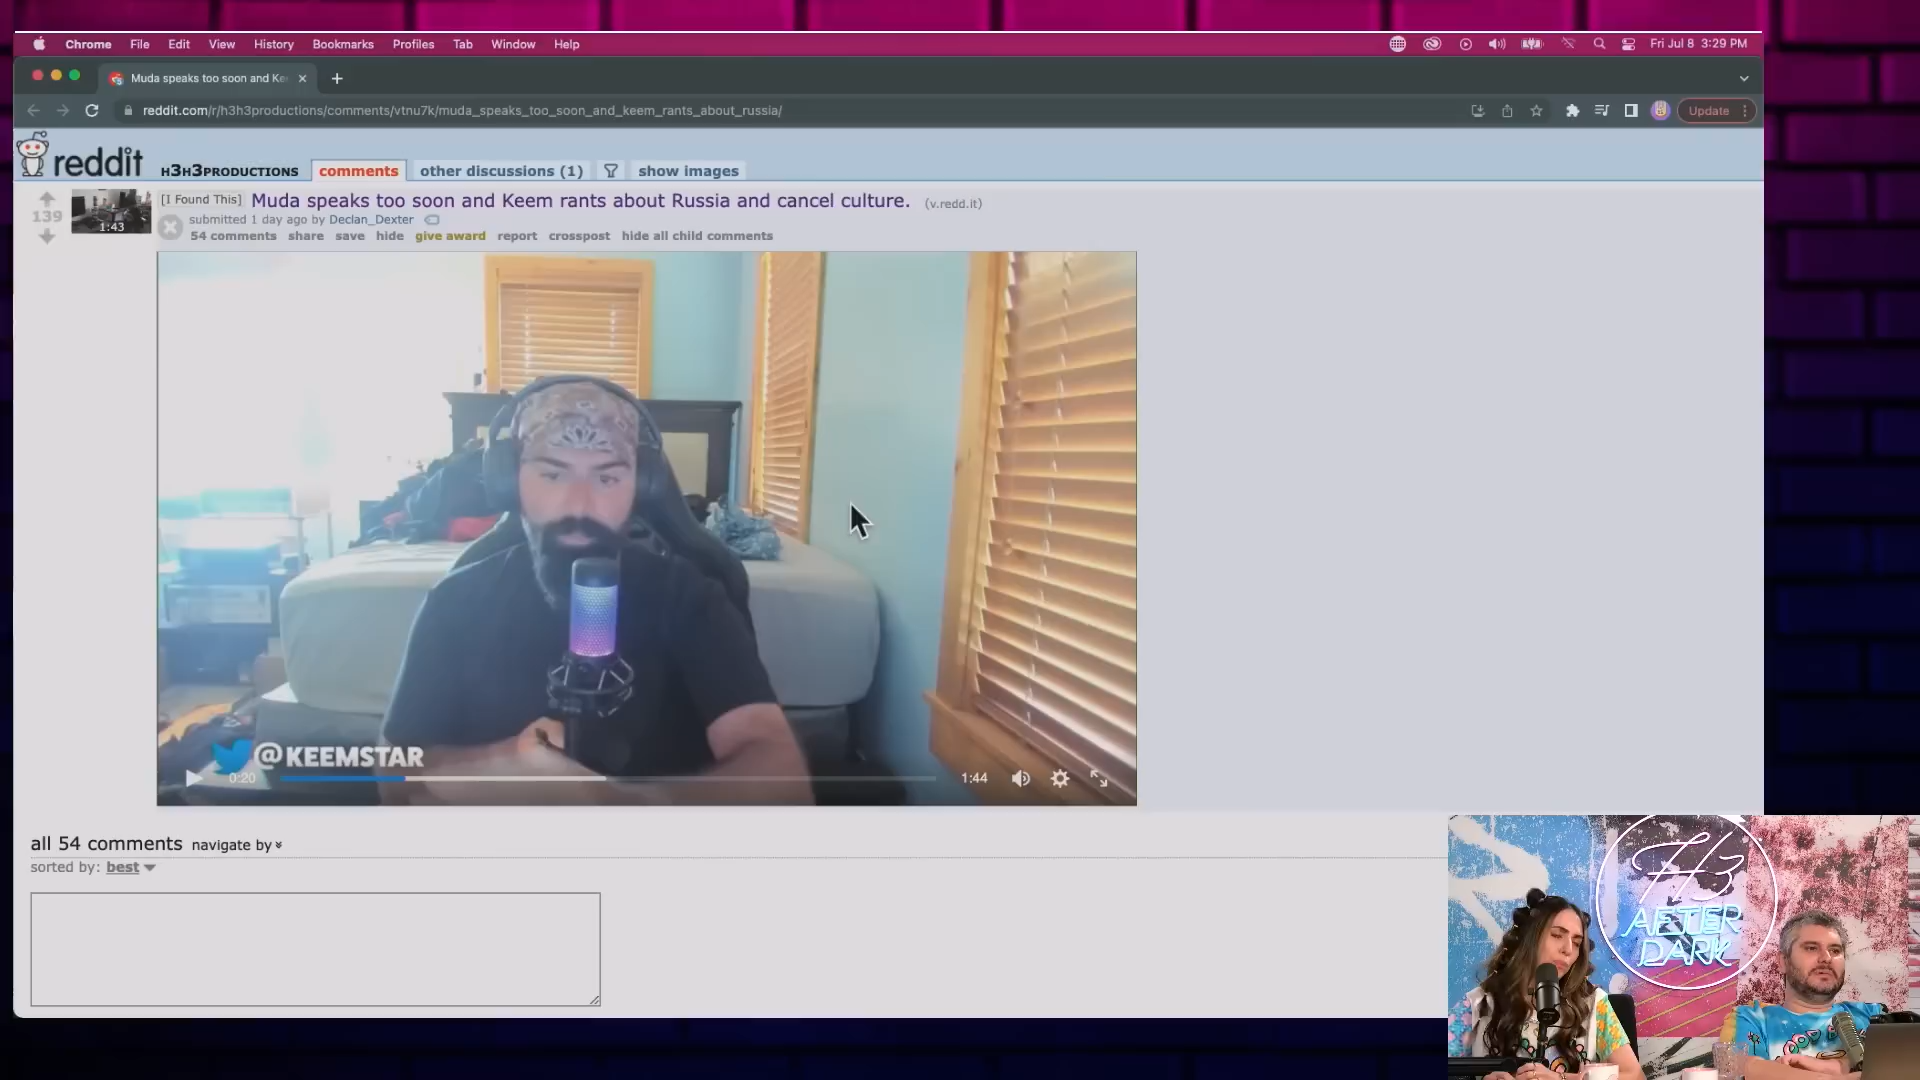 Chrome File Edit View History Bookmarks Profiles Tab Window Help Fri Jul 8 3:29 PM
Muda speaks too soon and Ke
reddit.com/r/h3h3productions/comments/vtnu7k/muda_speaks_too_soon_and_keem_rants_about_russia/ Update
reddit H3H3PRODUCTIONS comments other discussions (1) show images
139 1:43 [I Found This] Muda speaks too soon and Keem rants about Russia and cancel culture. (v.redd.it)
submitted 1 day ago by Declan_Dexter
54 comments share save hide give award report crosspost hide all child comments
@KEEMSTAR
0:20 1:44
all 54 comments navigate by
sorted by: best
H3
AFTER
DARK